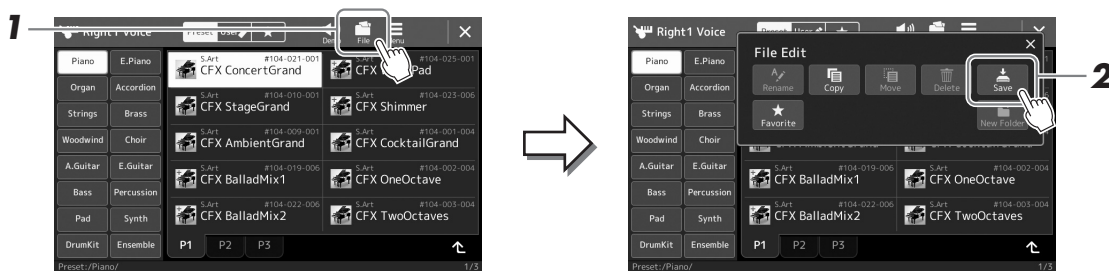 1
Right1 Voice
Preset User ★
Demo File Menu
Piano E.Piano
Organ Accordion
Strings Brass
Woodwind Choir
A.Guitar E.Guitar
Bass Percussion
Pad Synth
DrumKit Ensemble
S.Art #104-021-001
CFX ConcertGrand
S.Art #104-025-001
CFX Pad
S.Art #104-010-001
CFX StageGrand
S.Art #104-023-006
CFX Shimmer
S.Art #104-009-001
CFX AmbientGrand
S.Art #104-001-004
CFX CocktailGrand
S.Art #104-019-006
CFX BalladMix1
S.Art #104-002-004
CFX OneOctave
S.Art #104-022-006
CFX BalladMix2
S.Art #104-003-004
CFX TwoOctaves
P1 P2 P3
Preset:/Piano/ 1/3
Right1 Voice
Preset User
File Edit
Rename Copy Move Delete Save
Favorite New Folder
2
Piano E.Piano
Organ Accordion
Strings Brass
Woodwind Choir
A.Guitar E.Guitar
Bass Percussion
Pad Synth
DrumKit Ensemble
S.Art #104-019-006
CFX BalladMix1
S.Art #104-002-004
CFX OneOctave
S.Art #104-022-006
CFX BalladMix2
S.Art #104-003-004
CFX TwoOctaves
P1 P2 P3
Preset:/Piano/ 1/3